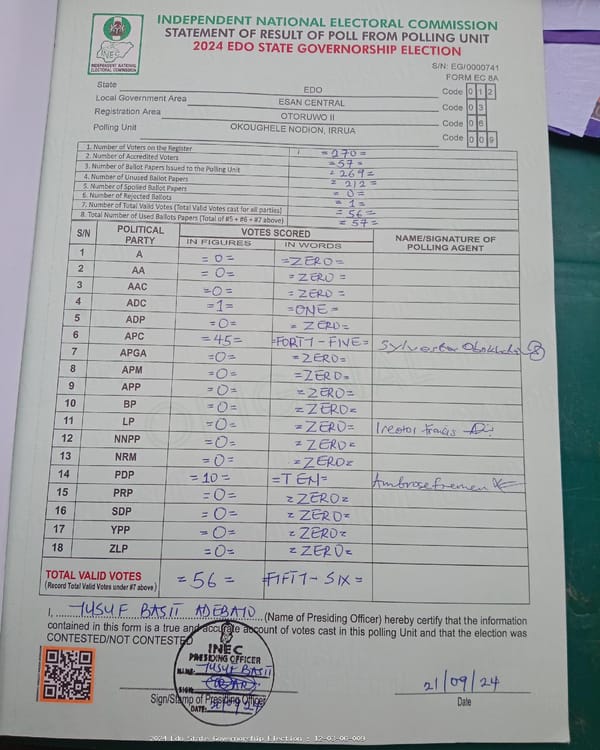 INDEPENDENT NATIONAL ELECTORAL COMMISSION
STATEMENT OF RESULT OF POLL FROM POLLING UNIT
2024 EDO STATE GOVERNORSHIP ELECTION
INEC
INDEPENDENT NATIONAL ELECTORAL COMMISSION
S/N: EG/0000741
FORM EC 8A
State EDO Code 0 1 2
Local Government Area ESAN CENTRAL Code 0 3
Registration Area OTORUWO II Code 0 6
Polling Unit OKOUGHELE NODION, IRRUA Code 0 0 9
1. Number of Voters on the Register =270=
2. Number of Accredited Voters =57=
3. Number of Ballot Papers Issued to the Polling Unit =269=
4. Number of Unused Ballot Papers =212=
5. Number of Spoiled Ballot Papers =0=
6. Number of Rejected Ballots =1=
7. Number of Total Valid Votes (Total Valid Votes cast for all parties) =56=
8. Total Number of Used Ballots Papers (Total of #5 + #6 + #7 above) =57=
S/N POLITICAL PARTY VOTES SCORED NAME/SIGNATURE OF POLLING AGENT
IN FIGURES IN WORDS
1 A =0= =ZERO=
2 AA =0= =ZERO=
3 AAC =0= =ZERO=
4 ADC =1= =ONE=
5 ADP =0= =ZERO=
6 APC =45= =FORTY-FIVE= Sylvester
7 APGA =0= =ZERO=
8 APM =0= =ZERO=
9 APP =0= =ZERO=
10 BP =0= =ZERO=
11 LP =0= =ZERO= Francis
12 NNPP =0= =ZERO=
13 NRM =0= =ZERO=
14 PDP =10= =TEN= Ambrose
15 PRP =0= =ZERO=
16 SDP =0= =ZERO=
17 YPP =0= =ZERO=
18 ZLP =0= =ZERO=
TOTAL VALID VOTES =56= =FIFTY-SIX=
(Record Total Valid Votes under #7 above)
I, YUSUF BASIT ADEBAYO (Name of Presiding Officer) hereby certify that the information
contained in this form is a true and accurate account of votes cast in this polling Unit and that the election was
CONTESTED/NOT CONTESTED
INEC
PRESIDING OFFICER
NAME: YUSUF BASIT
SIGN:
DATE: 21/09/24
Sign/Stamp of Presiding Officer
21/09/24
Date
2024 Edo State Governorship Election : 12-03-06-009